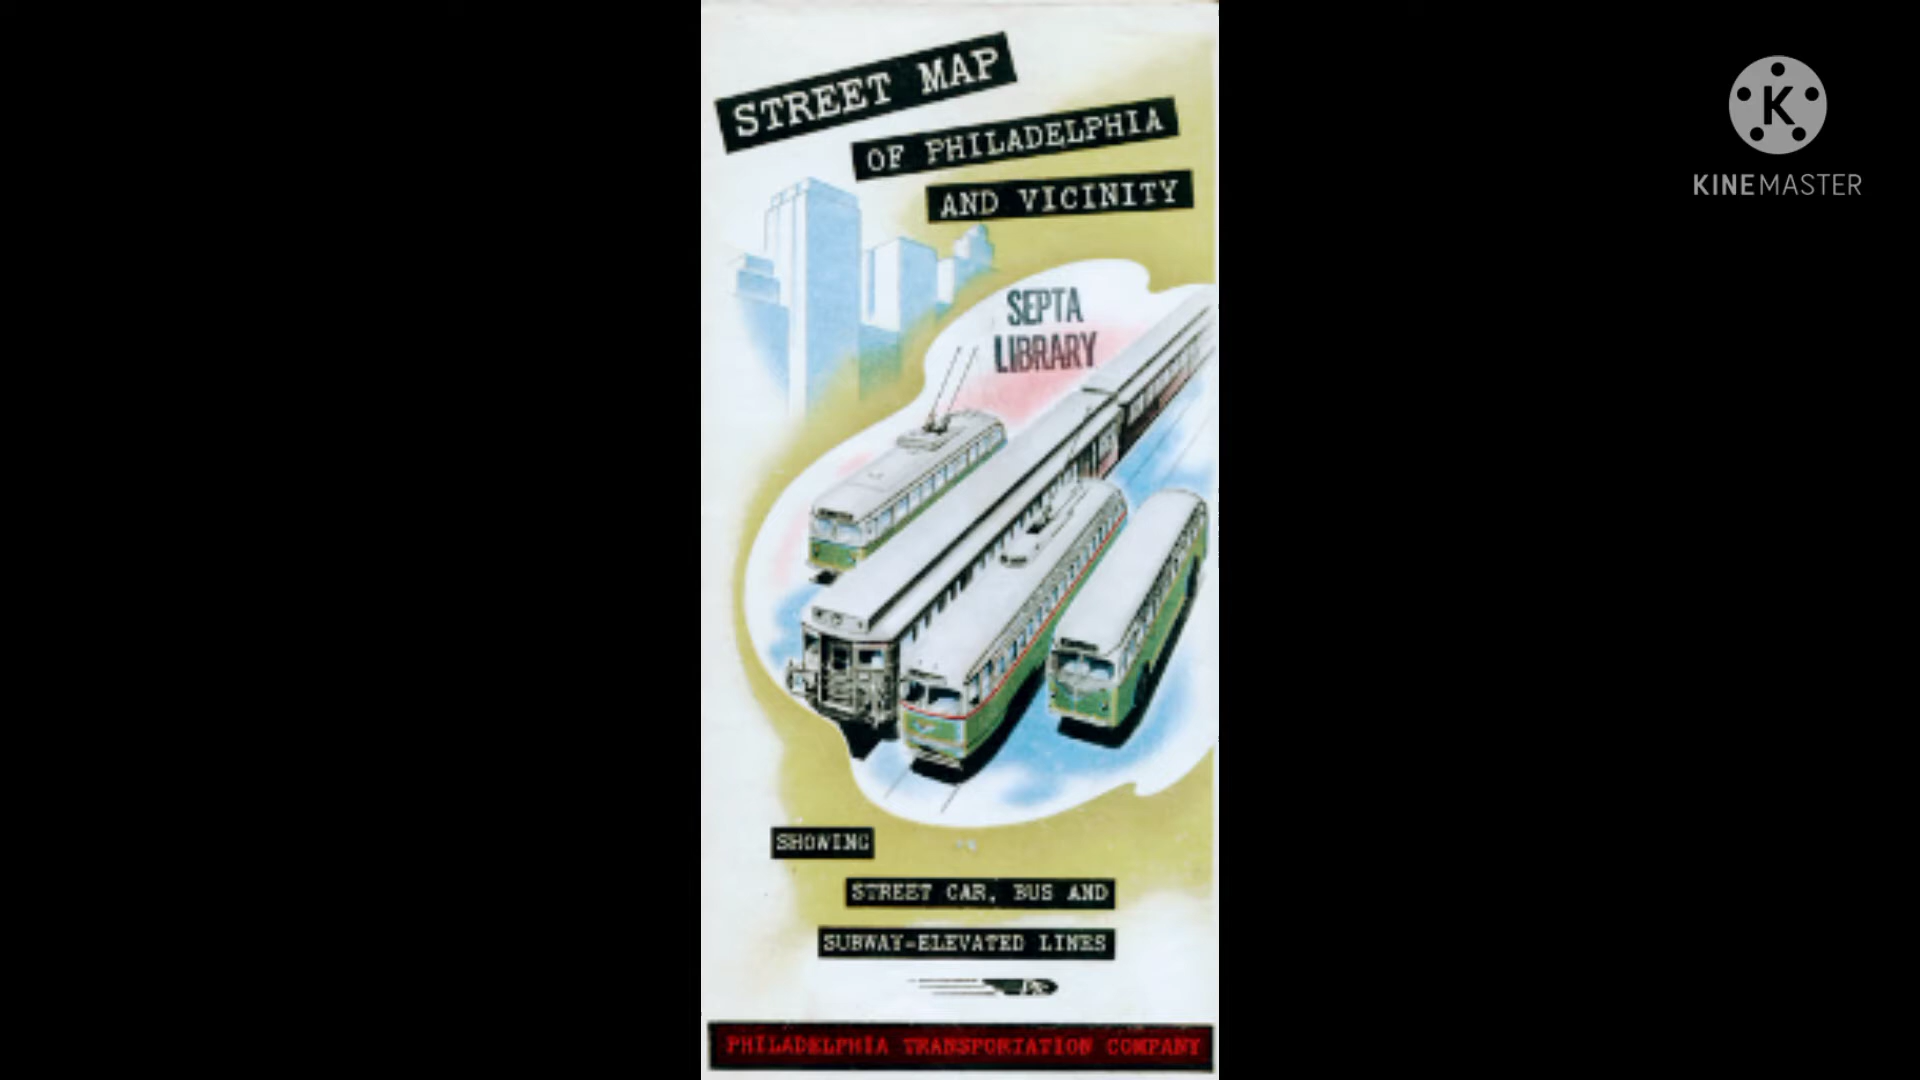 STREET MAP
OF PHILADELPHIA
AND VICINITY
SEPTA
LIBRARY
SHOWING
STREET CAR, BUS AND
SUBWAY-ELEVATED LINES
PTC
PHILADELPHIA TRANSPORTATION COMPANY
K
KINEMASTER